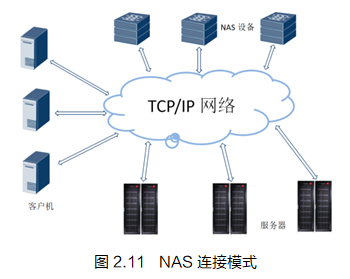 NAS 设备
TCP/IP 网络
客户机
服务器
图 2.11 NAS 连接模式